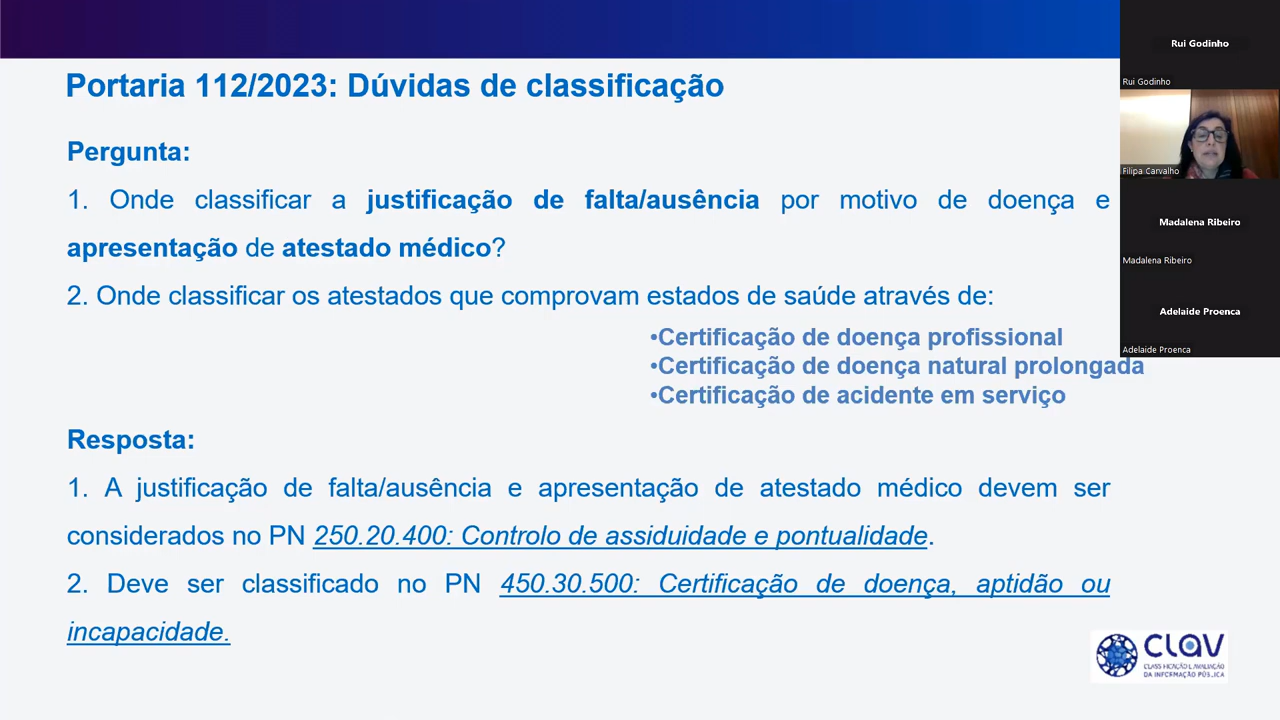 Portaria 112/2023: Dúvidas de classificação
Pergunta:
1. Onde classificar a justificação de falta/ausência por motivo de doença e
apresentação de atestado médico?
2. Onde classificar os atestados que comprovam estados de saúde através de:
•Certificação de doença profissional
•Certificação de doença natural prolongada
•Certificação de acidente em serviço
Resposta:
1. A justificação de falta/ausência e apresentação de atestado médico devem ser
considerados no PN 250.20.400: Controlo de assiduidade e pontualidade.
2. Deve ser classificado no PN 450.30.500: Certificação de doença, aptidão ou
incapacidade.
Rui Godinho
Rui Godinho
Filipa Carvalho
Madalena Ribeiro
Madalena Ribeiro
Adelaide Proenca
Adelaide Proenca
CLAV
CLASSIFICAÇÃO E AVALIAÇÃO
DA INFORMAÇÃO PÚBLICA